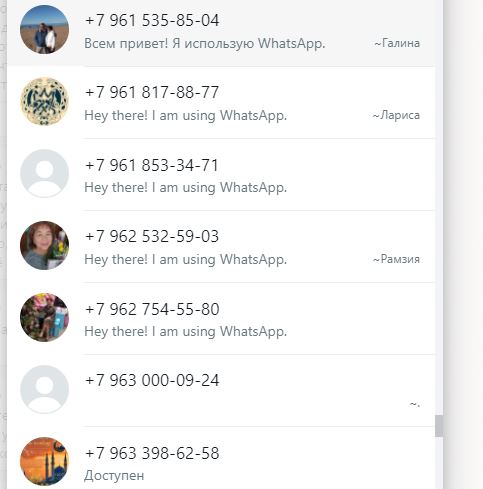 +7 961 535-85-04
Всем привет! Я использую WhatsApp. ~Галина
+7 961 817-88-77
Hey there! I am using WhatsApp. ~Лариса
+7 961 853-34-71
Hey there! I am using WhatsApp.
+7 962 532-59-03
Hey there! I am using WhatsApp. ~Рамзия
+7 962 754-55-80
Hey there! I am using WhatsApp.
+7 963 000-09-24
~.
+7 963 398-62-58
Доступен